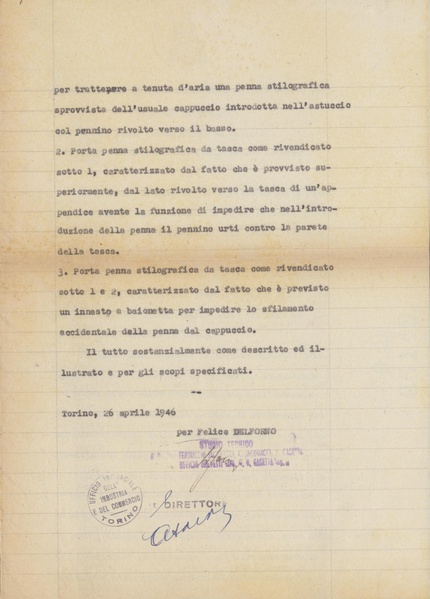 per trattenere a tenuta d'aria una penna stilografica
sprovvista dell'usuale cappuccio introdotta nell'astuccio
col pennino rivolto verso il basso.
2. Porta penna stilografica da tasca come rivendicato
sotto 1, caratterizzato dal fatto che è provvisto su-
periormente, dal lato rivolto verso la tasca di un'ap-
pendice avente la funzione di impedire che nell'intro-
duzione della penna il pennino urti contro la parete
della tasca.
3. Porta penna stilografica da tasca come rivendicato
sotto 1 e 2, caratterizzato dal fatto che è previsto
un innesto a baionetta per impedire lo sfilamento
accidentale della penna dal cappuccio.
Il tutto sostanzialmente come descritto ed il-
lustrato e per gli scopi specificati.
--
Torino, 26 aprile 1946
per Felice DELFORNO
STUDIO TECNICO
UFFICIO PROVINCIALE
DELL'
INDUSTRIA
E DEL COMMERCIO
TORINO
IL DIRETTORE